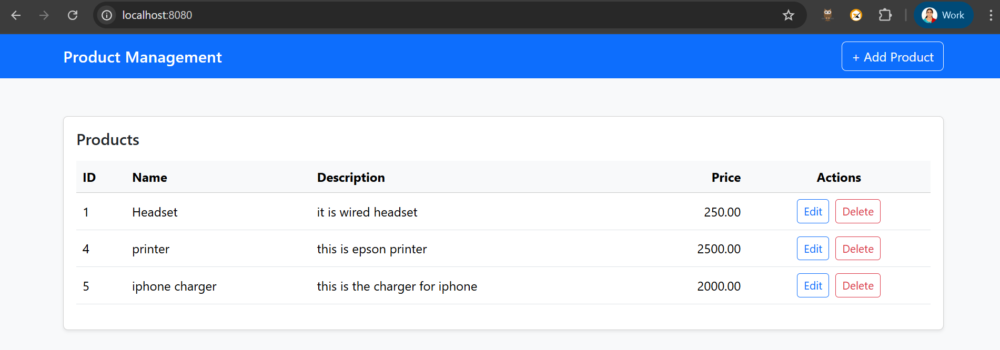 localhost:8080
Work
Product Management
+ Add Product
Products
ID Name Description Price Actions
1 Headset it is wired headset 250.00 Edit Delete
4 printer this is epson printer 2500.00 Edit Delete
5 iphone charger this is the charger for iphone 2000.00 Edit Delete